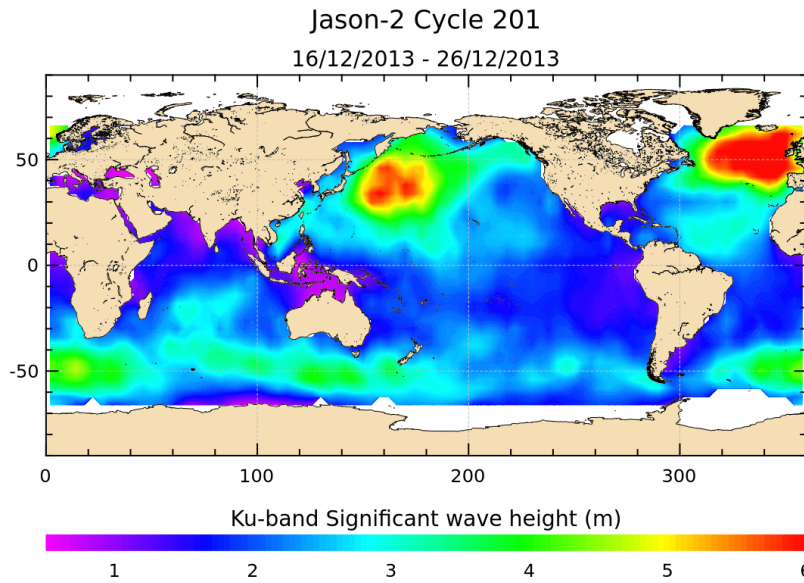 Jason-2 Cycle 201
16/12/2013 - 26/12/2013
50
0
-50
0 100 200 300
Ku-band Significant wave height (m)
1 2 3 4 5 6